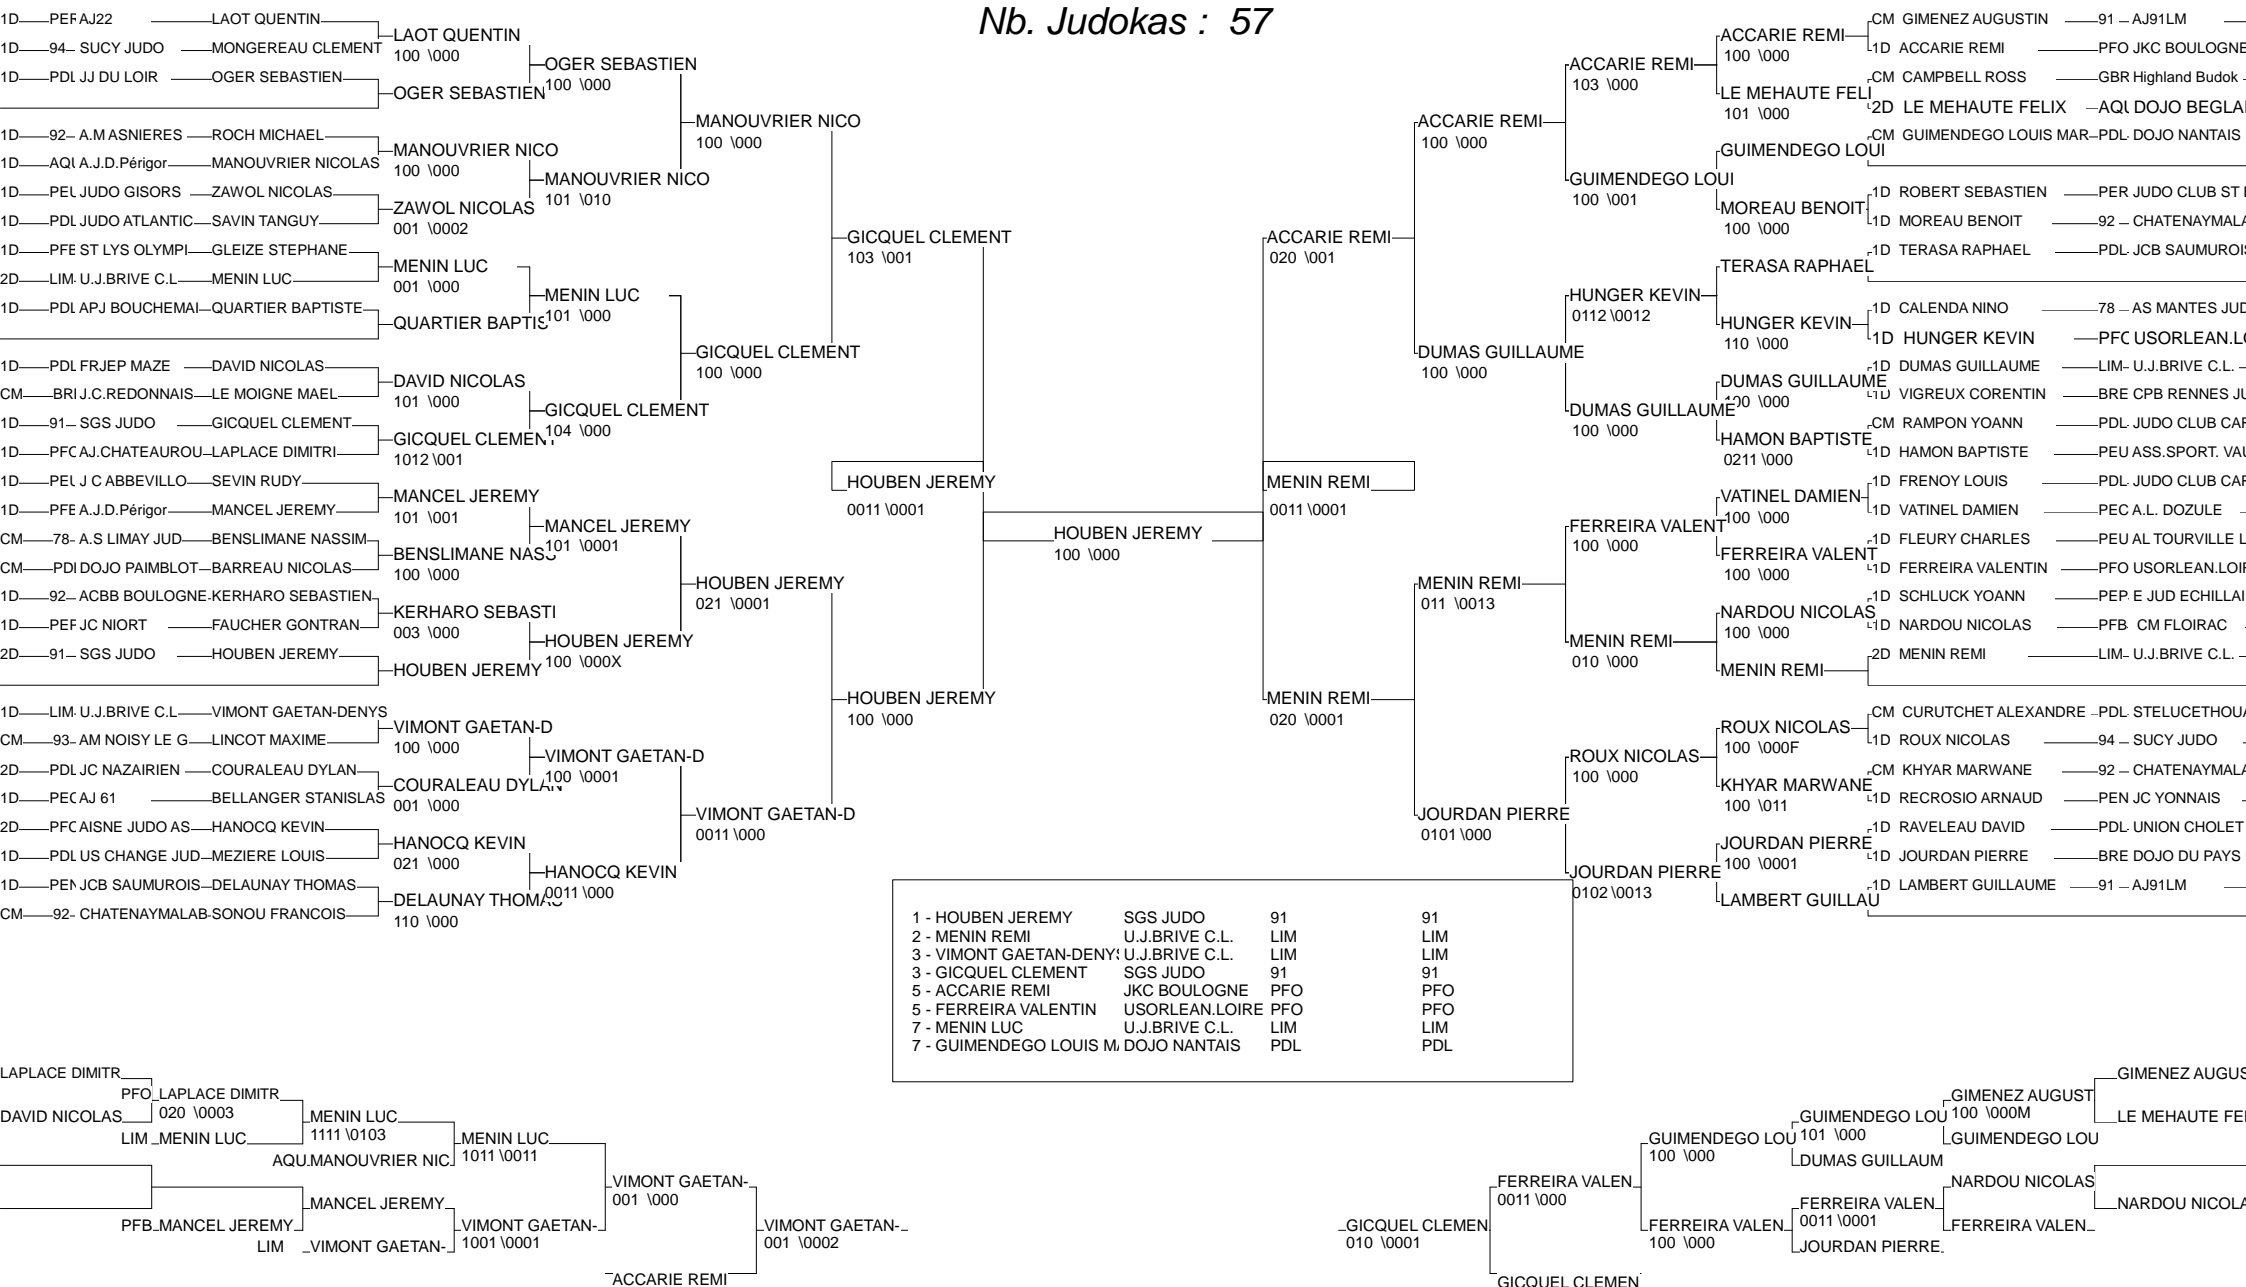 Nb. Judokas : 57
1D PER AJ22 LAOT QUENTIN
1D 94 SUCY JUDO MONGEREAU CLEMENT
1D PDL JJ DU LOIR OGER SEBASTIEN
1D 92 A.M ASNIERES ROCH MICHAEL
1D AQU A.J.D.Périgor MANOUVRIER NICOLAS
1D PEU JUDO GISORS ZAWOL NICOLAS
1D PDL JUDO ATLANTIC SAVIN TANGUY
1D PFE ST LYS OLYMPI GLEIZE STEPHANE
2D LIM U.J.BRIVE C.L MENIN LUC
1D PDL APJ BOUCHEMAI QUARTIER BAPTISTE
1D PDL FRJEP MAZE DAVID NICOLAS
CM BRI J.C.REDONNAIS LE MOIGNE MAEL
1D 91 SGS JUDO GICQUEL CLEMENT
1D PFC AJ.CHATEAUROU LAPLACE DIMITRI
1D PEU J C ABBEVILLO SEVIN RUDY
1D PFE A.J.D.Périgor MANCEL JEREMY
CM 78 A.S LIMAY JUD BENSLIMANE NASSIM
CM PDI DOJO PAIMBLOT BARREAU NICOLAS
1D 92 ACBB BOULOGNE KERHARO SEBASTIEN
1D PEF JC NIORT FAUCHER GONTRAN
2D 91 SGS JUDO HOUBEN JEREMY
1D LIM U.J.BRIVE C.L VIMONT GAETAN-DENYS
CM 93 AM NOISY LE G LINCOT MAXIME
2D PDL JC NAZAIRIEN COURALEAU DYLAN
1D PEC AJ 61 BELLANGER STANISLAS
2D PFC AISNE JUDO AS HANOCQ KEVIN
1D PDL US CHANGE JUD MEZIERE LOUIS
1D PEN JCB SAUMUROIS DELAUNAY THOMAS
CM 92 CHATENAYMALAB SONOU FRANCOIS
LAOT QUENTIN
100 \000
OGER SEBASTIEN
MANOUVRIER NICO
100 \000
ZAWOL NICOLAS
001 \0002
MENIN LUC
001 \000
QUARTIER BAPTIS
DAVID NICOLAS
101 \000
GICQUEL CLEMENT
1012 \001
MANCEL JEREMY
101 \001
BENSLIMANE NASS
100 \000
KERHARO SEBASTI
003 \000
HOUBEN JEREMY
VIMONT GAETAN-D
100 \000
COURALEAU DYLAN
001 \000
HANOCQ KEVIN
021 \000
DELAUNAY THOMAS
110 \000
OGER SEBASTIEN
100 \000
MANOUVRIER NICO
101 \010
MENIN LUC
101 \000
GICQUEL CLEMENT
104 \000
MANCEL JEREMY
101 \0001
HOUBEN JEREMY
100 \000X
VIMONT GAETAN-D
100 \0001
HANOCQ KEVIN
0011 \000
MANOUVRIER NICO
100 \000
GICQUEL CLEMENT
100 \000
HOUBEN JEREMY
021 \0001
VIMONT GAETAN-D
0011 \000
GICQUEL CLEMENT
103 \001
HOUBEN JEREMY
100 \000
HOUBEN JEREMY
0011 \0001
HOUBEN JEREMY
100 \000
MENIN REMI
0011 \0001
ACCARIE REMI
020 \001
MENIN REMI
020 \0001
ACCARIE REMI
100 \000
DUMAS GUILLAUME
100 \000
MENIN REMI
011 \0013
JOURDAN PIERRE
0101 \000
ACCARIE REMI
103 \000
GUIMENDEGO LOUI
100 \001
HUNGER KEVIN
0112 \0012
DUMAS GUILLAUME
100 \000
FERREIRA VALENT
100 \000
MENIN REMI
010 \000
ROUX NICOLAS
100 \000
JOURDAN PIERRE
0102 \0013
ACCARIE REMI
100 \000
LE MEHAUTE FELI
101 \000
GUIMENDEGO LOUI
MOREAU BENOIT
100 \000
TERASA RAPHAEL
HUNGER KEVIN
110 \000
DUMAS GUILLAUME
100 \000
HAMON BAPTISTE
0211 \000
VATINEL DAMIEN
100 \000
FERREIRA VALENT
100 \000
NARDOU NICOLAS
100 \000
MENIN REMI
ROUX NICOLAS
100 \000F
KHYAR MARWANE
100 \011
JOURDAN PIERRE
100 \0001
LAMBERT GUILLAU
CM GIMENEZ AUGUSTIN 91 AJ91LM
1D ACCARIE REMI PFO JKC BOULOGNE
CM CAMPBELL ROSS GBR Highland Budok
2D LE MEHAUTE FELIX AQU DOJO BEGLA
CM GUIMENDEGO LOUIS MAR PDL DOJO NANTAIS
1D ROBERT SEBASTIEN PER JUDO CLUB ST
1D MOREAU BENOIT 92 CHATENAYMALA
1D TERASA RAPHAEL PDL JCB SAUMUROIS
1D CALENDA NINO 78 AS MANTES JUD
1D HUNGER KEVIN PFO USORLEAN.LO
1D DUMAS GUILLAUME LIM U.J.BRIVE C.L.
1D VIGREUX CORENTIN BRE CPB RENNES JU
CM RAMPON YOANN PDL JUDO CLUB CAP
1D HAMON BAPTISTE PEU ASS.SPORT. VAU
1D FRENOY LOUIS PDL JUDO CLUB CAP
1D VATINEL DAMIEN PEC A.L. DOZULE
1D FLEURY CHARLES PEU AL TOURVILLE L
1D FERREIRA VALENTIN PFO USORLEAN.LOIR
1D SCHLUCK YOANN PEP E JUD ECHILLAI
1D NARDOU NICOLAS PFB CM FLOIRAC
2D MENIN REMI LIM U.J.BRIVE C.L.
CM CURUTCHET ALEXANDRE PDL STELUCETHOUA
1D ROUX NICOLAS 94 SUCY JUDO
CM KHYAR MARWANE 92 CHATENAYMALA
1D RECROSIO ARNAUD PEN JC YONNAIS
1D RAVELEAU DAVID PDL UNION CHOLET
1D JOURDAN PIERRE BRE DOJO DU PAYS
1D LAMBERT GUILLAUME 91 AJ91LM
1 - HOUBEN JEREMY SGS JUDO 91 91
2 - MENIN REMI U.J.BRIVE C.L. LIM LIM
3 - VIMONT GAETAN-DENYS U.J.BRIVE C.L. LIM LIM
3 - GICQUEL CLEMENT SGS JUDO 91 91
5 - ACCARIE REMI JKC BOULOGNE PFO PFO
5 - FERREIRA VALENTIN USORLEAN.LOIRE PFO PFO
7 - MENIN LUC U.J.BRIVE C.L. LIM LIM
7 - GUIMENDEGO LOUIS MA DOJO NANTAIS PDL PDL
LAPLACE DIMITR
DAVID NICOLAS
PFO LAPLACE DIMITR
020 \0003
LIM MENIN LUC
PFB MANCEL JEREMY
MENIN LUC
1111 \0103
AQU MANOUVRIER NIC
MANCEL JEREMY
LIM VIMONT GAETAN-
MENIN LUC
1011 \0011
VIMONT GAETAN-
1001 \0001
VIMONT GAETAN-
001 \000
ACCARIE REMI
VIMONT GAETAN-
001 \0002
GICQUEL CLEMEN
010 \0001
FERREIRA VALEN
0011 \000
GICQUEL CLEMEN
GUIMENDEGO LOU
100 \000
FERREIRA VALEN
100 \000
GUIMENDEGO LOU
101 \000
DUMAS GUILLAUM
FERREIRA VALEN
0011 \0001
JOURDAN PIERRE
GIMENEZ AUGUST
100 \000M
GUIMENDEGO LOU
NARDOU NICOLAS
FERREIRA VALEN
GIMENEZ AUGUS
LE MEHAUTE FE
NARDOU NICOLA